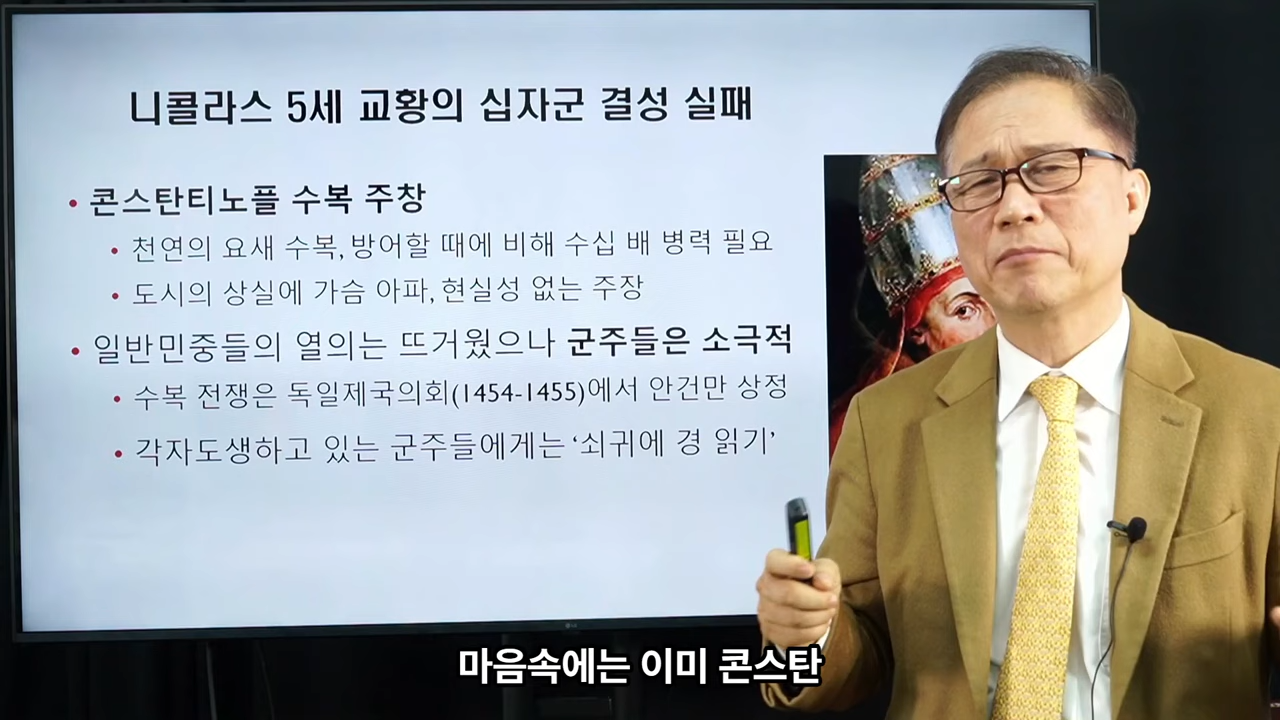 니콜라스 5세 교황의 십자군 결성 실패
• 콘스탄티노플 수복 주창
• 천연의 요새 수복, 방어할 때에 비해 수십 배 병력 필요
• 도시의 상실에 가슴 아파, 현실성 없는 주장
• 일반민중들의 열의는 뜨거웠으나 군주들은 소극적
• 수복 전쟁은 독일제국의회(1454-1455)에서 안건만 상정
• 각자도생하고 있는 군주들에게는 ‘쇠귀에 경 읽기’
LG
마음속에는 이미 콘스탄